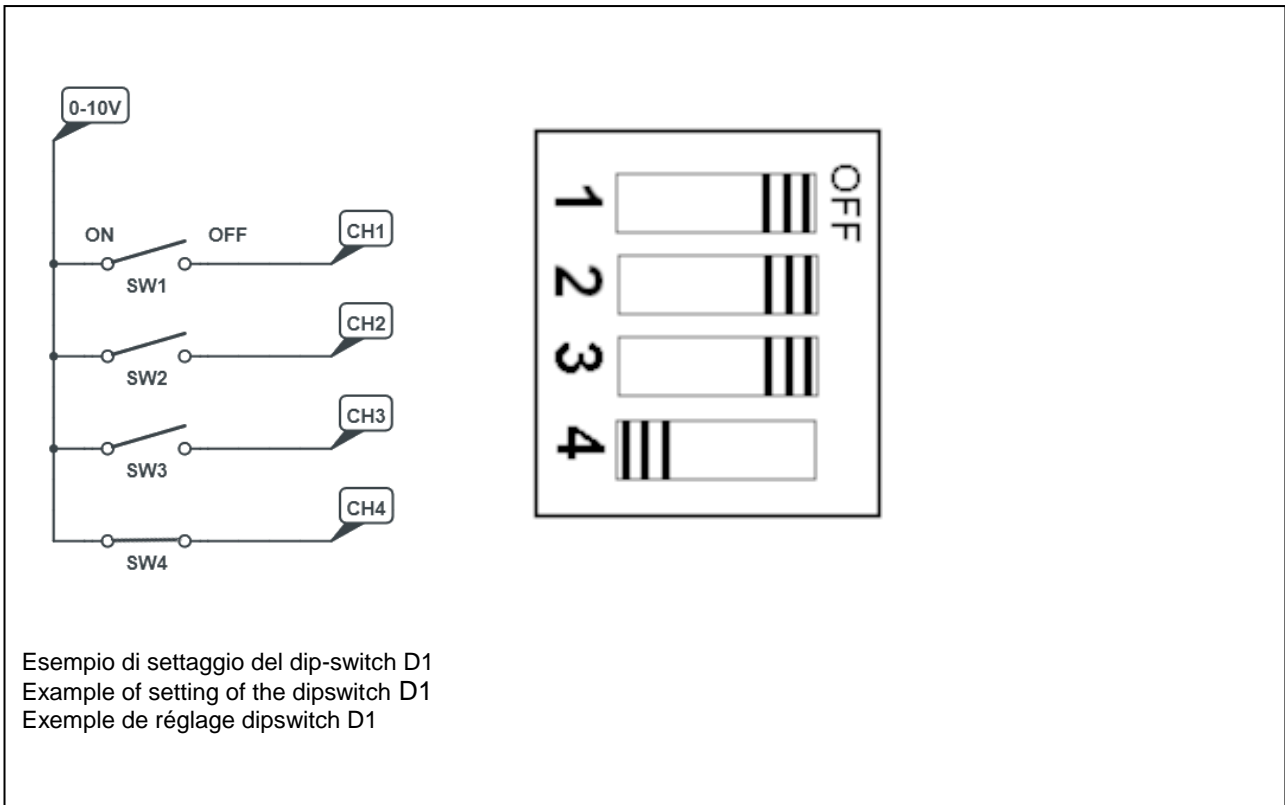 0-10V
ON OFF CH1
SW1
CH2
SW2
CH3
SW3
CH4
SW4
1 OFF
2
3
4
Esempio di settaggio del dip-switch D1
Example of setting of the dipswitch D1
Exemple de réglage dipswitch D1